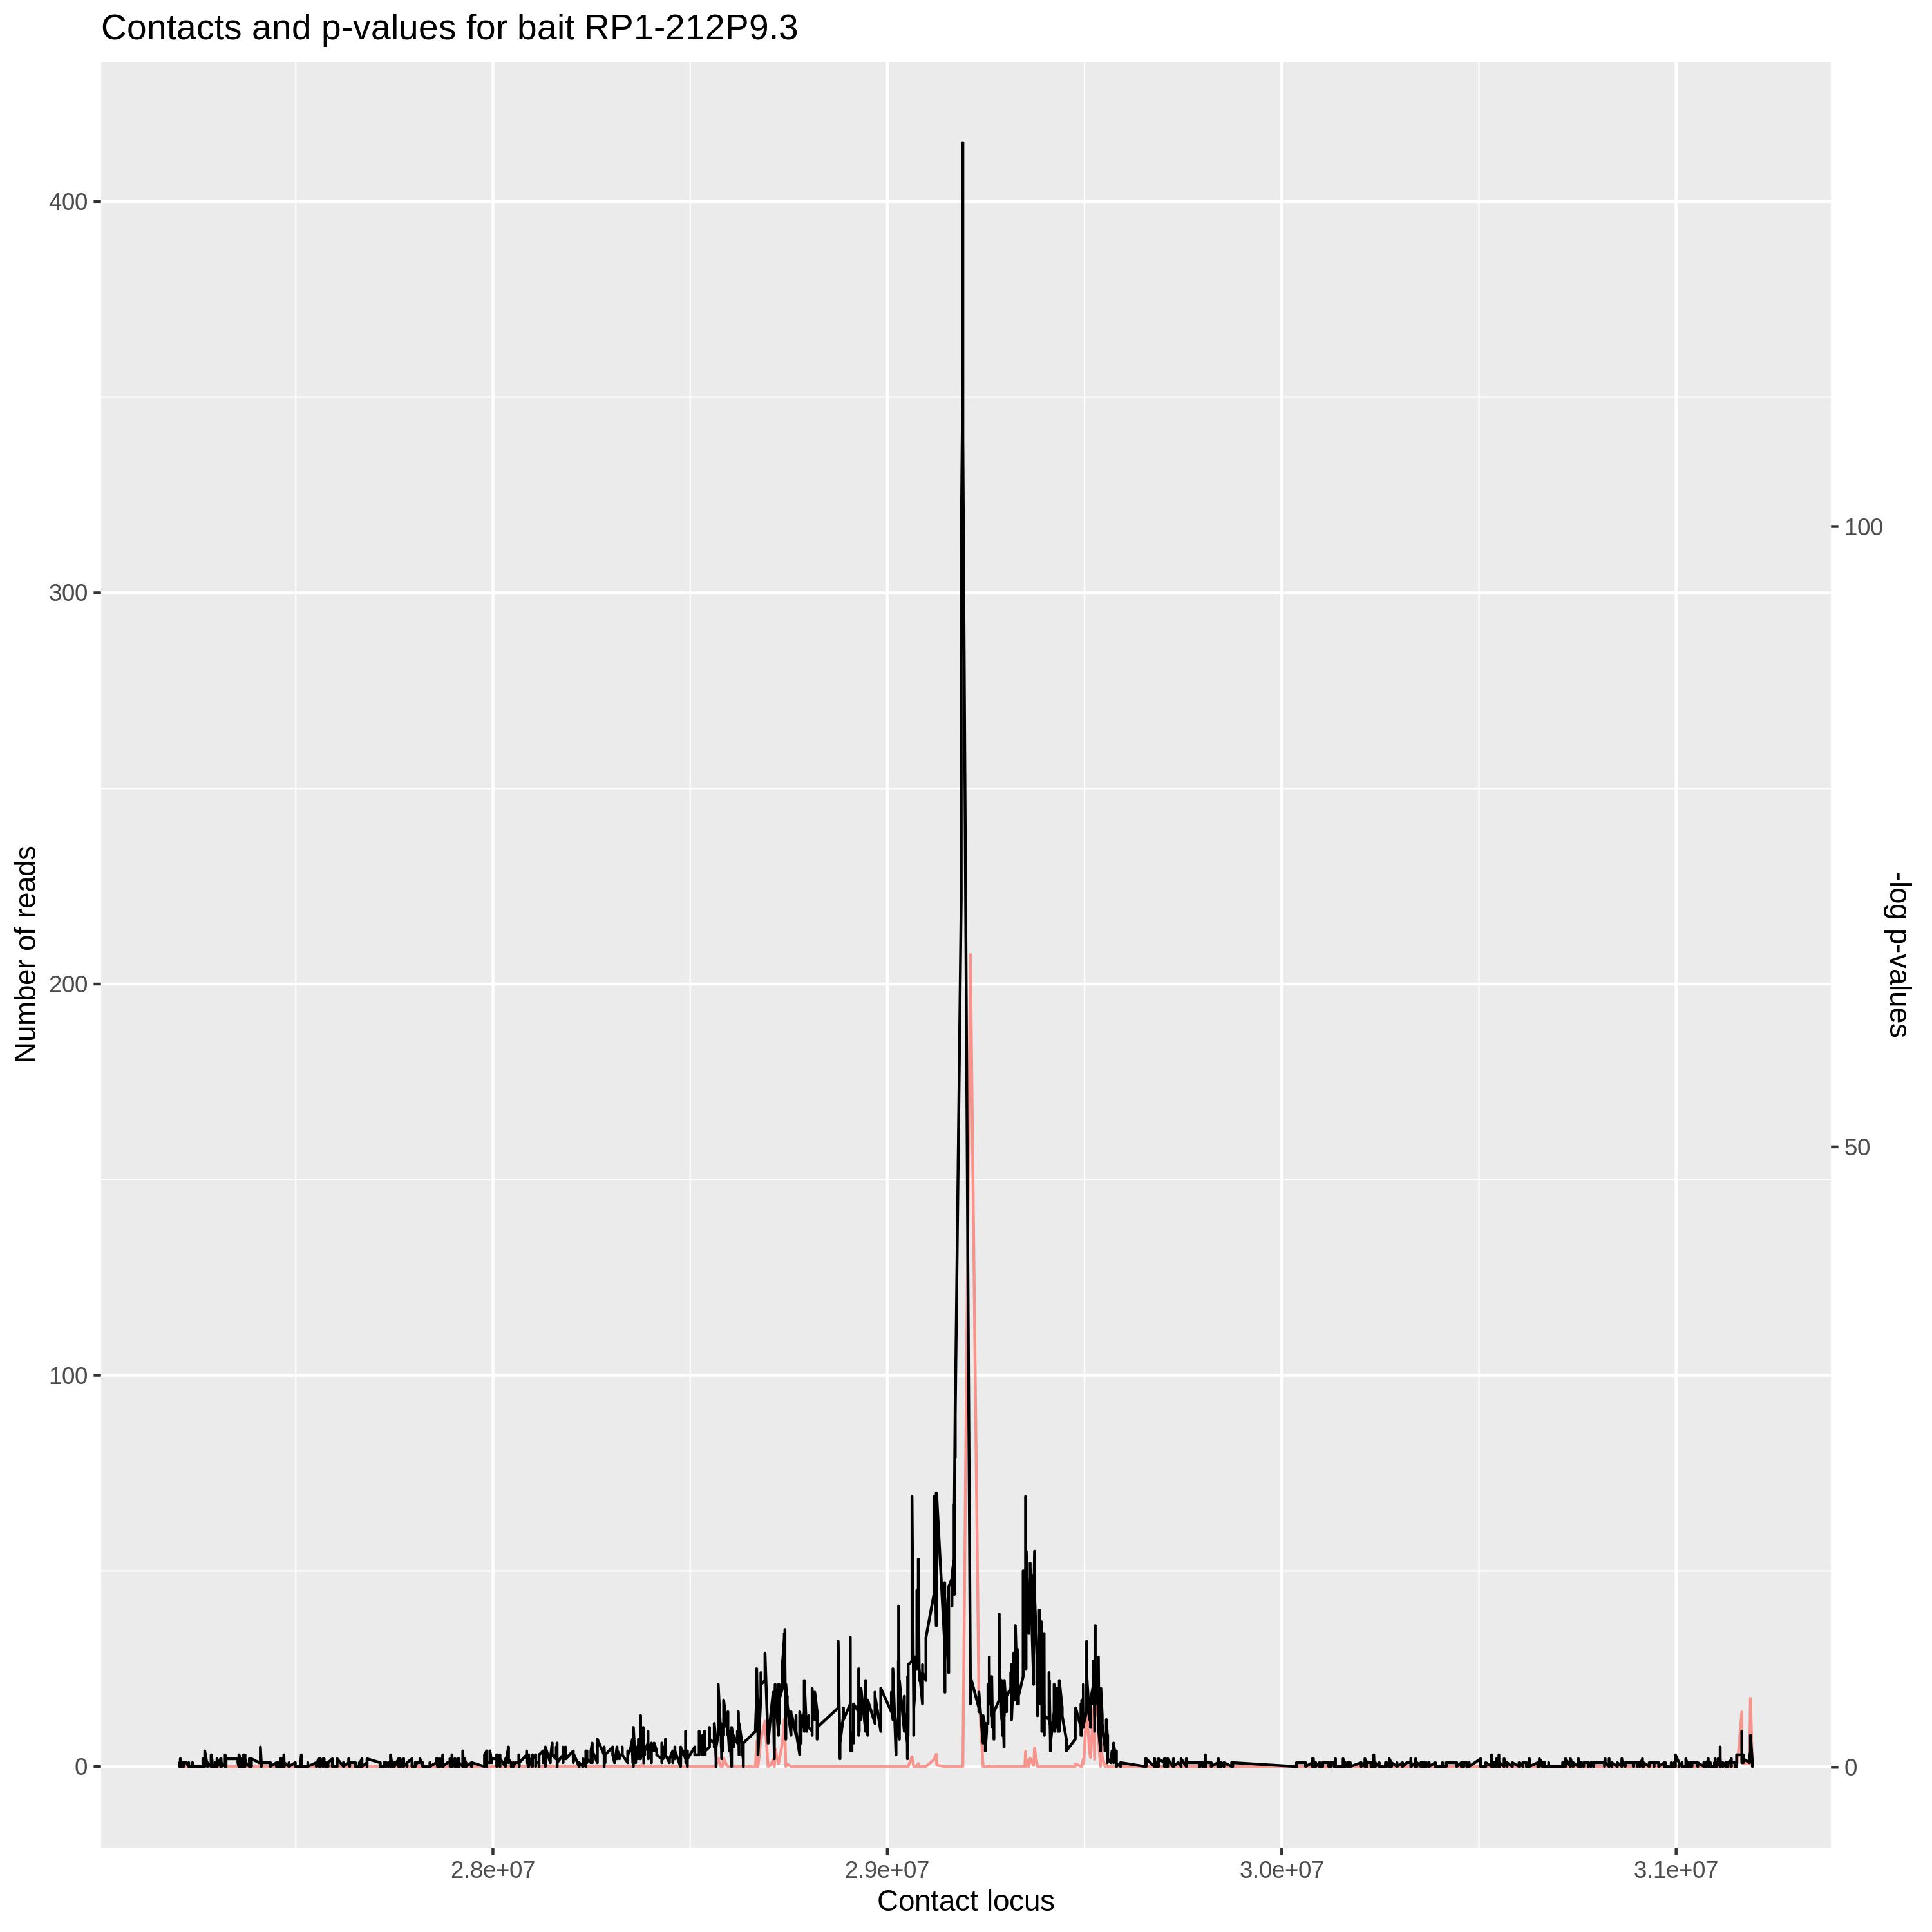 Contacts and p-values for bait RP1-212P9.3
400
300
200
100
0
Number of reads
100
50
0
-log p-values
2.8e+07
2.9e+07
3.0e+07
3.1e+07
Contact locus